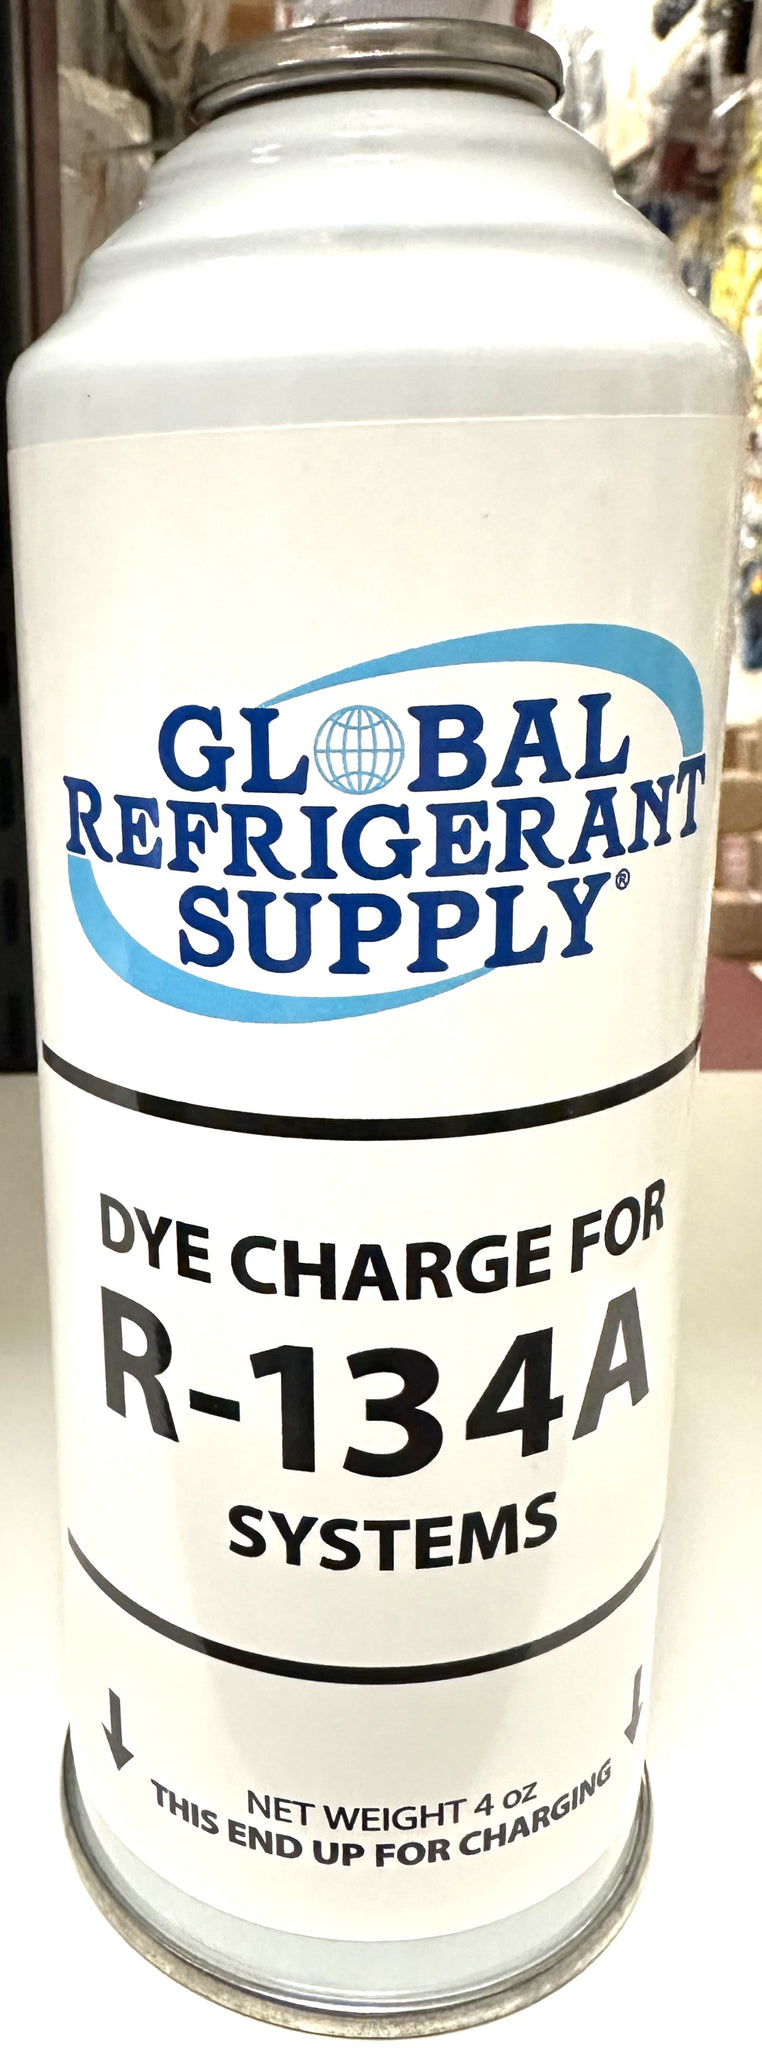 GLOBAL
REFRIGERANT
SUPPLY®
DYE CHARGE FOR
R-134A
SYSTEMS
NET WEIGHT 4 OZ
THIS END UP FOR CHARGING